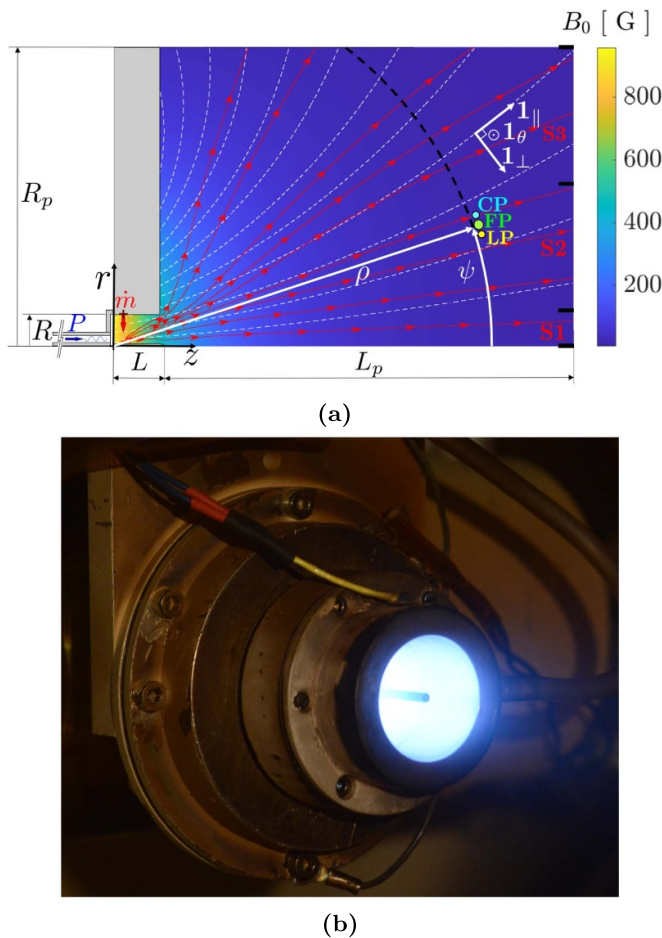 B₀ [ G ]
800
600
400
200
1∥
⊙ 1θ
1⊥
S3
CP
FP
LP
S2
S1
Rₚ
r
ṁ
R
P
ρ
ψ
L
z
Lₚ
(a)
(b)